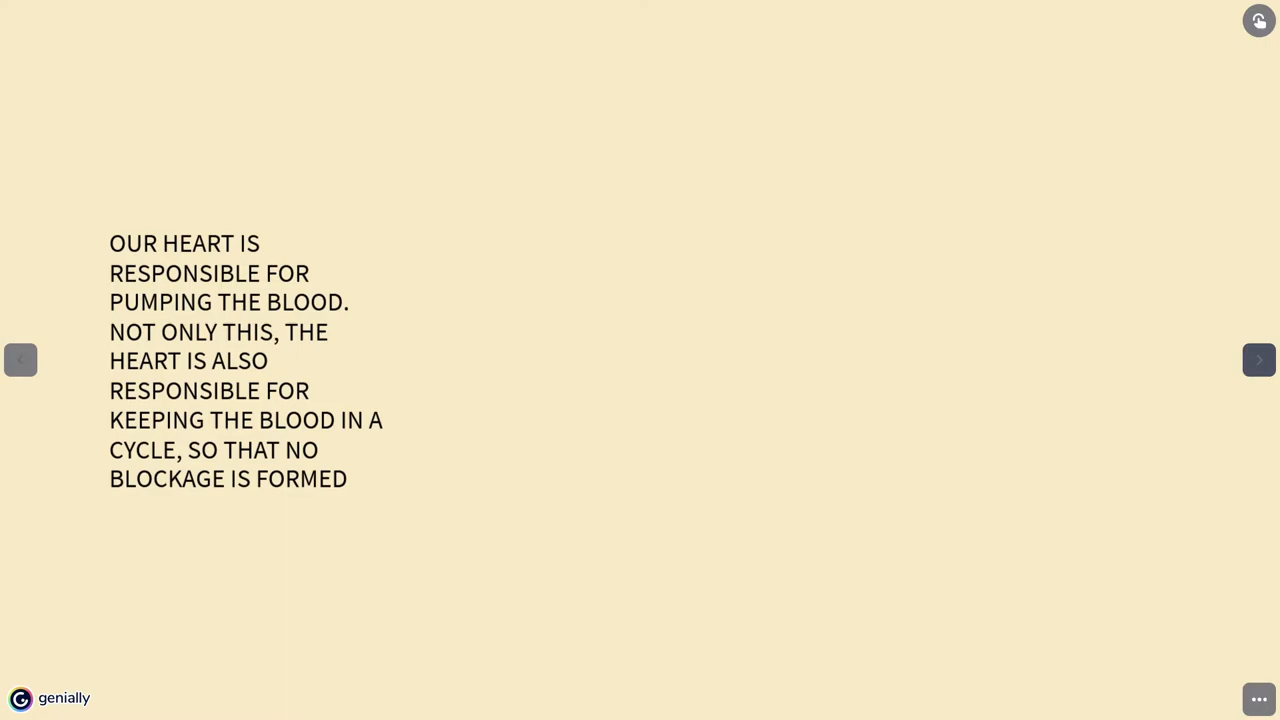 OUR HEART IS
RESPONSIBLE FOR
PUMPING THE BLOOD.
NOT ONLY THIS, THE
HEART IS ALSO
RESPONSIBLE FOR
KEEPING THE BLOOD IN A
CYCLE, SO THAT NO
BLOCKAGE IS FORMED
genially